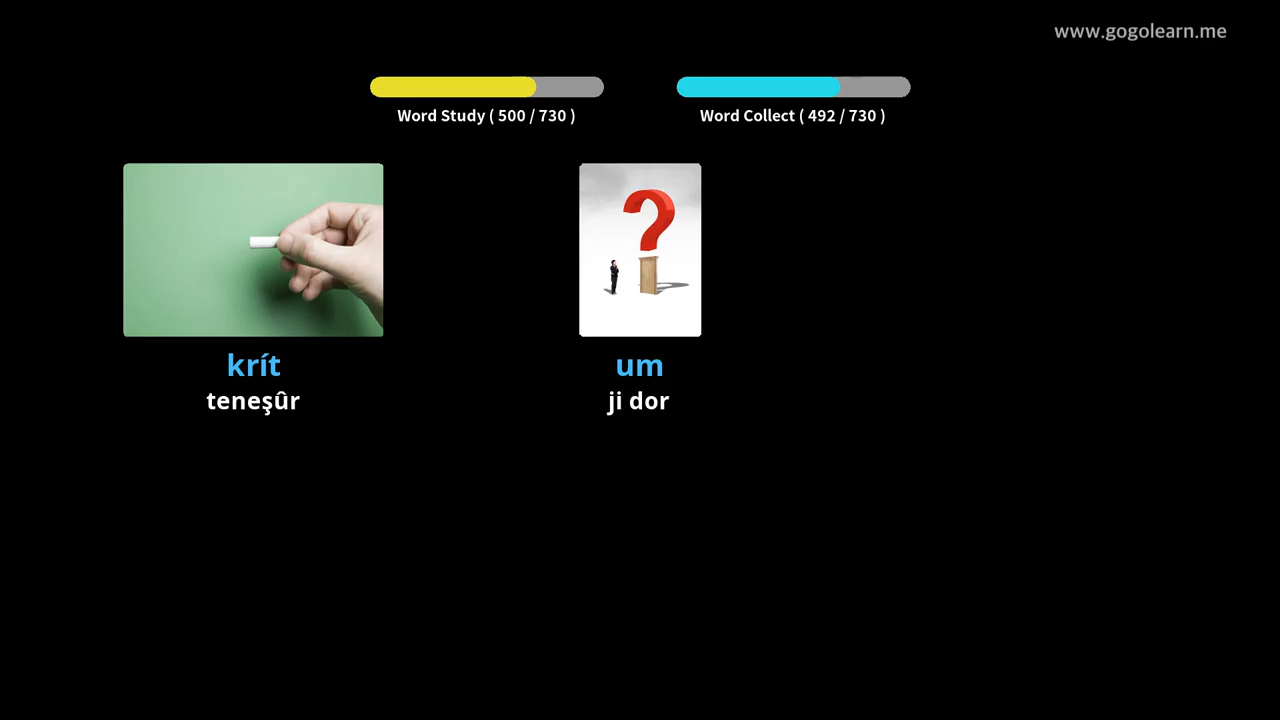 www.gogolearn.me
Word Study ( 500 / 730 )
Word Collect ( 492 / 730 )
krít
teneşûr
um
ji dor